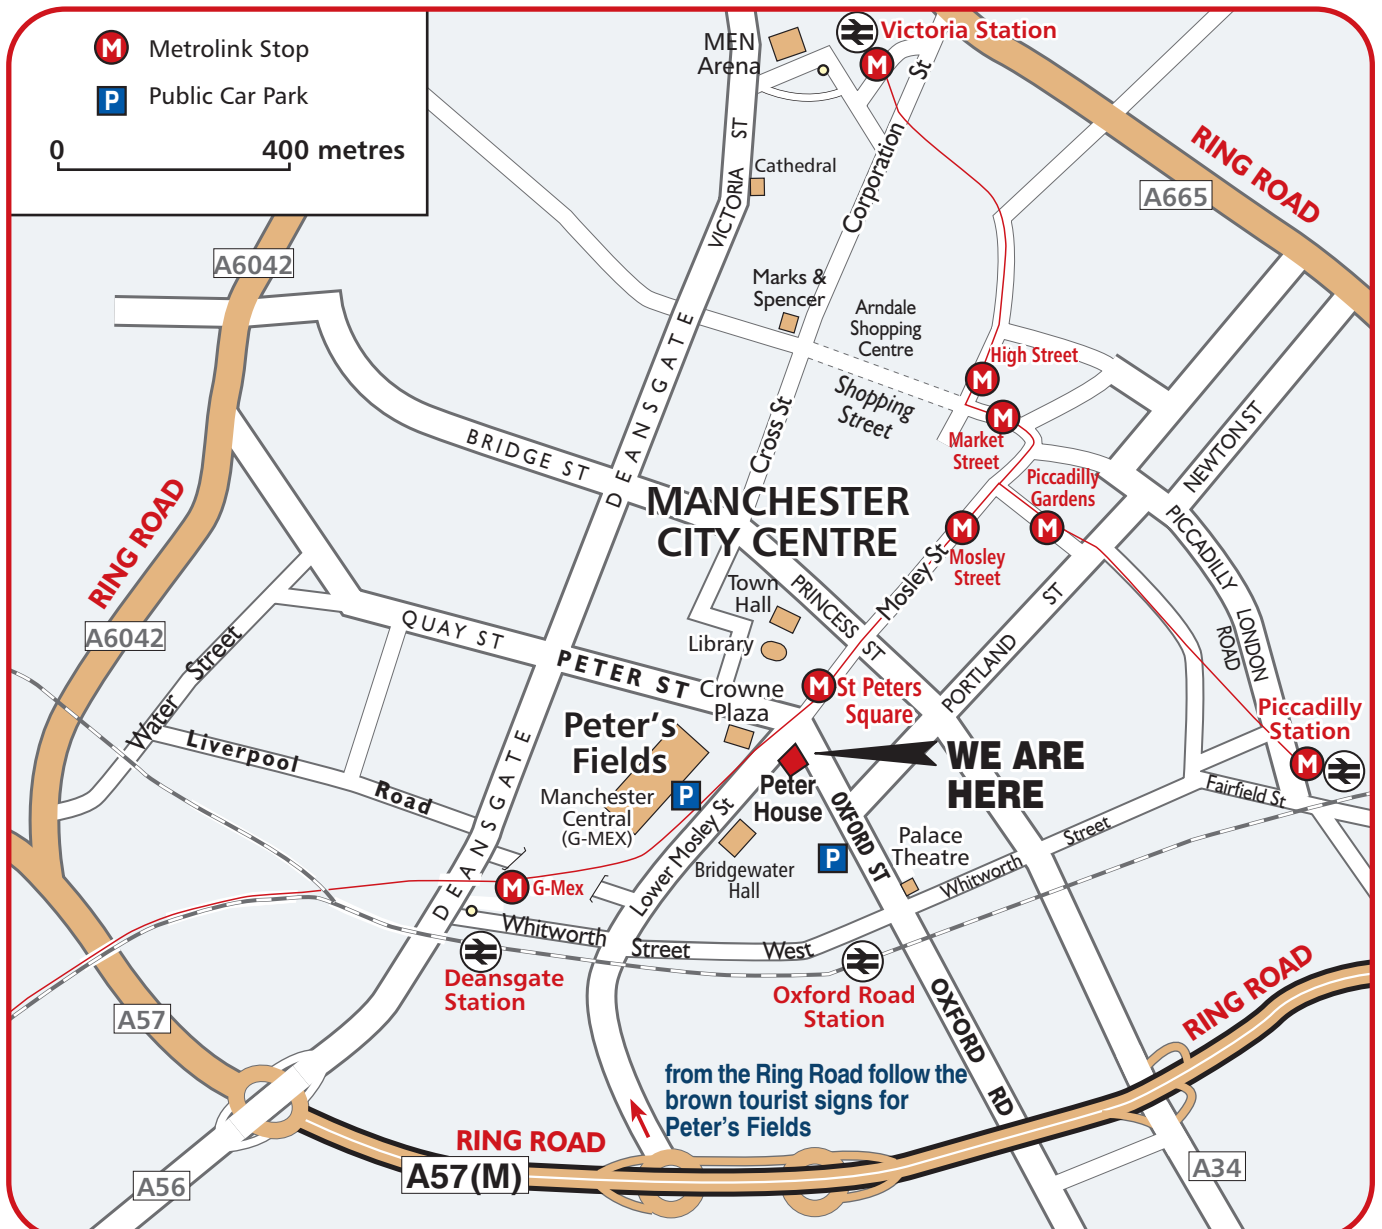 M Metrolink Stop
P Public Car Park
0 400 metres
MEN
Arena
Victoria Station
M
Corporation St
RING ROAD
A665
VICTORIA ST
Cathedral
A6042
Marks &
Spencer
Arndale
Shopping
Centre
Shopping
Street
High Street
M
M
Market
Street
DEANSGATE
BRIDGE ST
Cross St
NEWTON ST
MANCHESTER
CITY CENTRE
Piccadilly
Gardens
M
M
Mosley
Street
Mosley St
PICCADILLY
LONDON
ROAD
RING ROAD
A6042
Town
Hall
Library
PRINCESS ST
PORTLAND ST
Water Street
QUAY ST
PETER ST
Crowne
Plaza
M
St Peters
Square
Piccadilly
Station
M
Peter's
Fields
WE ARE
HERE
Peter
House
Manchester
Central
(G-MEX)
P
Liverpool Road
Lower Mosley St
Bridgewater
Hall
P
OXFORD ST
Palace
Theatre
Fairfield St
Whitworth Street
DEANSGATE
M
G-Mex
Whitworth Street West
Deansgate
Station
Oxford Road
Station
OXFORD RD
RING ROAD
A57
from the Ring Road follow the
brown tourist signs for
Peter's Fields
RING ROAD
A57(M)
A56
A34